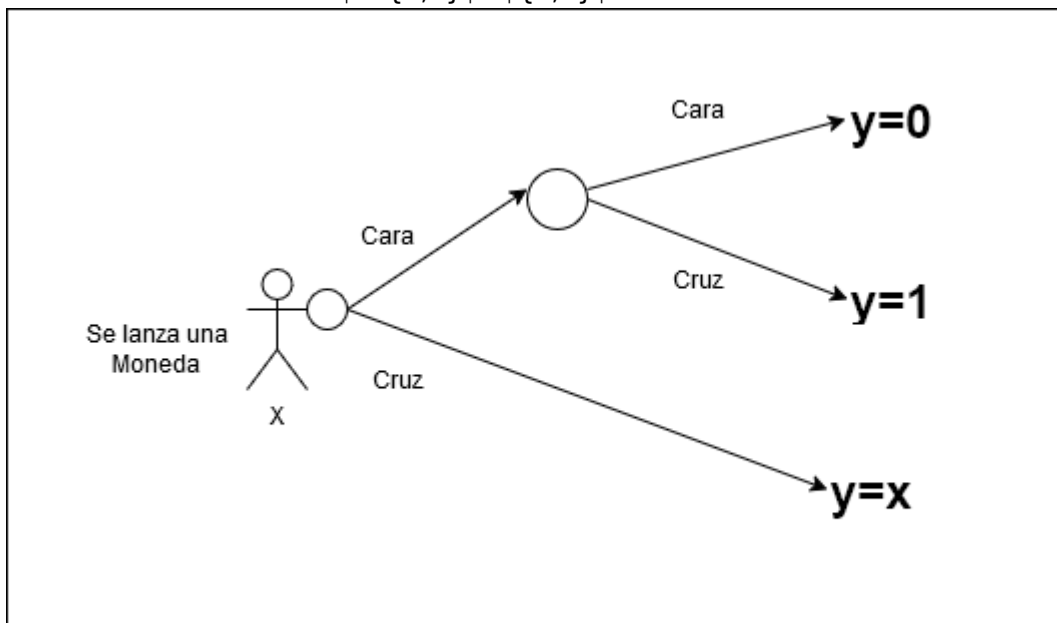 Cara
y=0
Cara
Cruz
y=1
Se lanza una
Moneda
Cruz
X
y=x